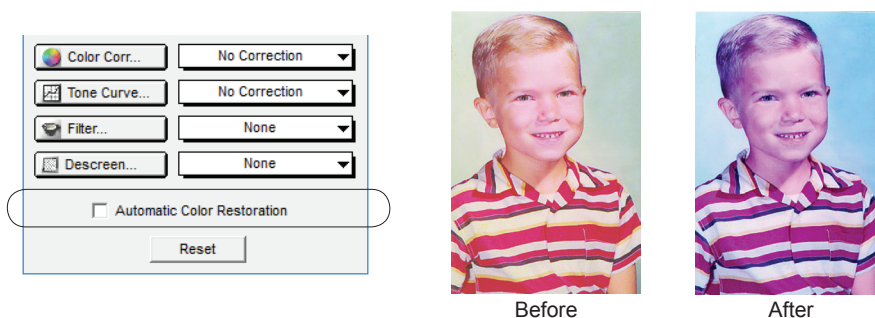 Color Corr... No Correction
Tone Curve... No Correction
Filter... None
Descreen... None
Automatic Color Restoration
Reset
Before After